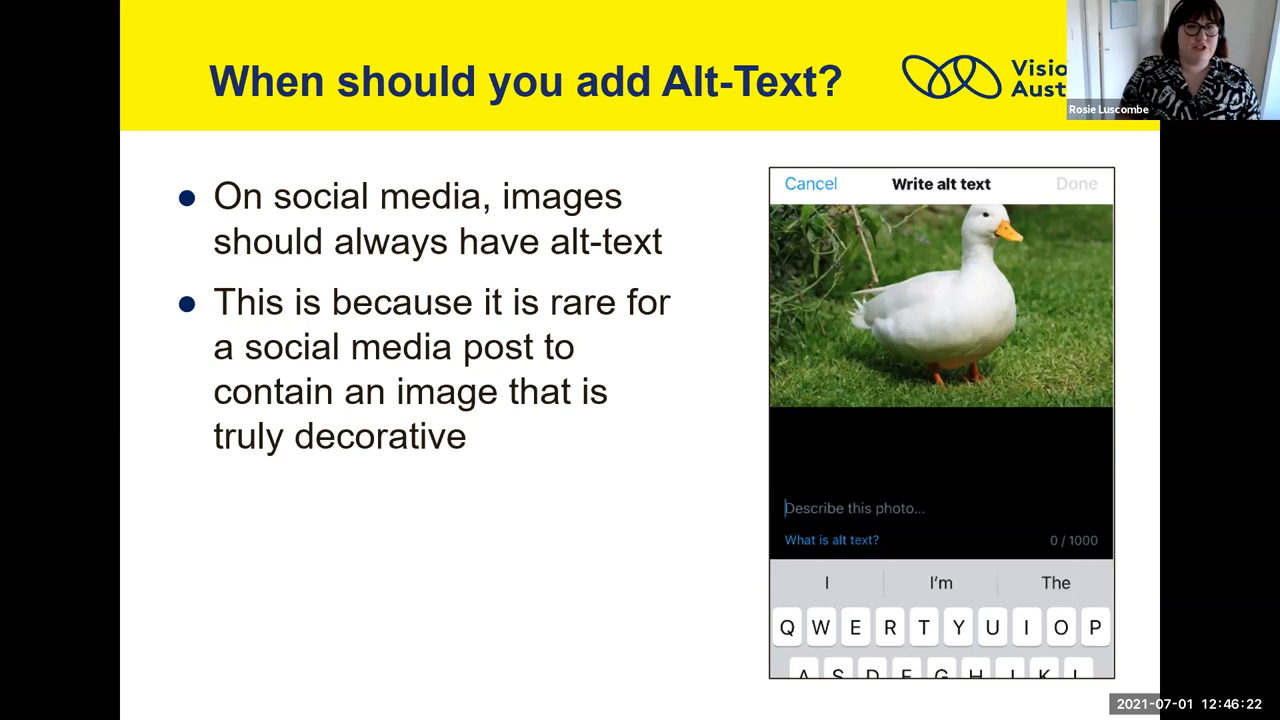 When should you add Alt-Text?
Visio
Aust
Rosie Luscombe
● On social media, images
should always have alt-text
● This is because it is rare for
a social media post to
contain an image that is
truly decorative
Cancel Write alt text Done
Describe this photo...
What is alt text? 0 / 1000
I I'm The
Q W E R T Y U I O P
A S D F G H J K L
2021-07-01 12:46:22